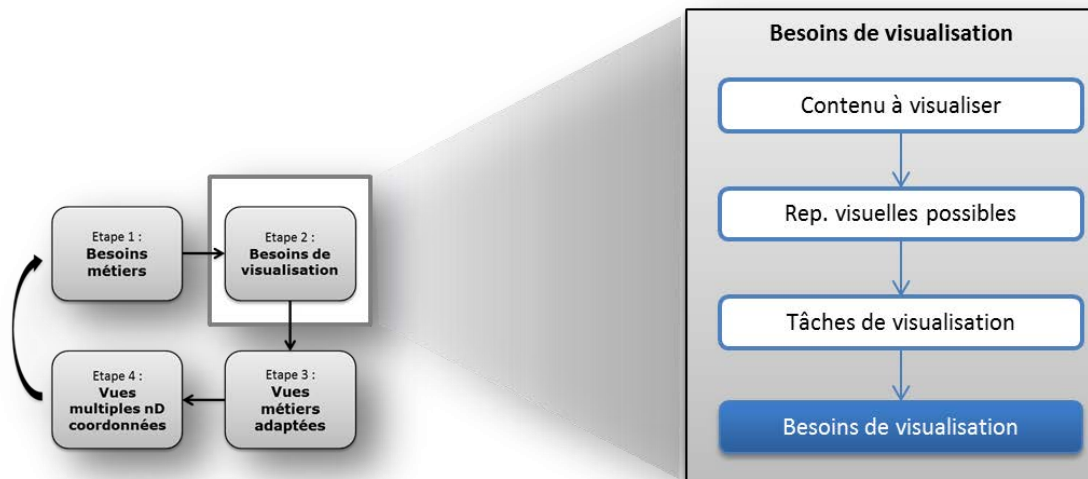 Etape 1 :
Besoins
métiers
Etape 2 :
Besoins de
visualisation
Etape 4 :
Vues
multiples nD
coordonnées
Etape 3 :
Vues
métiers
adaptées
Besoins de visualisation
Contenu à visualiser
Rep. visuelles possibles
Tâches de visualisation
Besoins de visualisation